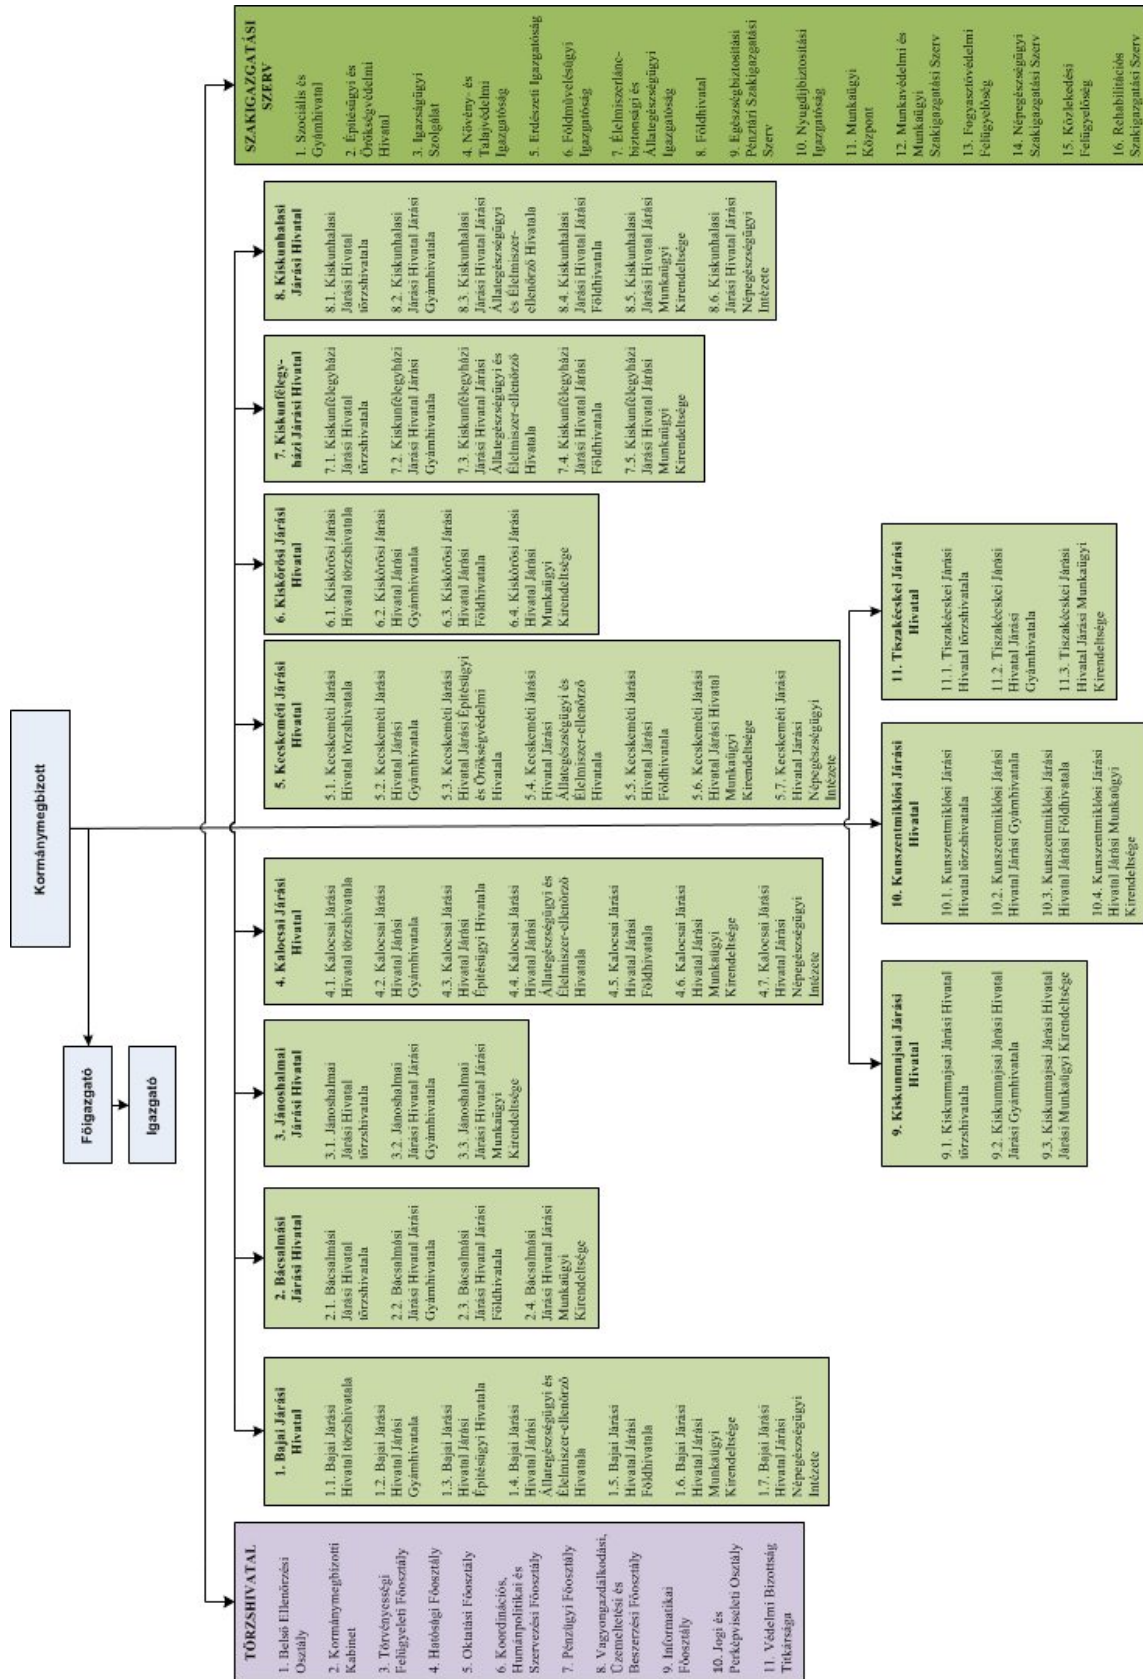 Kormánymegbízott
Főigazgató
Igazgató
TÖRZSHIVATAL
1. Belső Ellenőrzési
Osztály
2. Kormánymegbízotti
Kabinet
3. Törvényességi
Felügyeleti Főosztály
4. Hatósági Főosztály
5. Oktatási Főosztály
6. Koordinációs,
Humánpolitikai és
Szervezési Főosztály
7. Pénzügyi Főosztály
8. Vagyongazdálkodási,
Üzemeltetési és
Beszerzési Főosztály
9. Informatikai
Főosztály
10. Jogi és
Perképviseleti Osztály
11. Védelmi Bizottság
Titkársága
1. Bajai Járási
Hivatal
1.1. Bajai Járási
Hivatal törzshivatala
1.2. Bajai Járási
Hivatal Járási
Gyámhivatala
1.3. Bajai Járási
Hivatal Járási
Építésügyi Hivatala
1.4. Bajai Járási
Hivatal Járási
Állategészségügyi és
Élelmiszer-ellenőrző
Hivatala
1.5. Bajai Járási
Hivatal Járási
Földhivatala
1.6. Bajai Járási
Hivatal Járási
Munkaügyi
Kirendeltsége
1.7. Bajai Járási
Hivatal Járási
Népegészségügyi
Intézete
2. Bácsalmási
Járási Hivatal
2.1. Bácsalmási
Járási Hivatal
törzshivatala
2.2. Bácsalmási
Járási Hivatal Járási
Gyámhivatala
2.3. Bácsalmási
Járási Hivatal Járási
Földhivatala
2.4. Bácsalmási
Járási Hivatal Járási
Munkaügyi
Kirendeltsége
3. Jánoshalmai
Járási Hivatal
3.1. Jánoshalmai
Járási Hivatal
törzshivatala
3.2. Jánoshalmai
Járási Hivatal Járási
Gyámhivatala
3.3. Jánoshalmai
Járási Hivatal Járási
Munkaügyi
Kirendeltsége
4. Kalocsai Járási
Hivatal
4.1. Kalocsai Járási
Hivatal törzshivatala
4.2. Kalocsai Járási
Hivatal Járási
Gyámhivatala
4.3. Kalocsai Járási
Hivatal Járási
Építésügyi Hivatala
4.4. Kalocsai Járási
Hivatal Járási
Állategészségügyi és
Élelmiszer-ellenőrző
Hivatala
4.5. Kalocsai Járási
Hivatal Járási
Földhivatala
4.6. Kalocsai Járási
Hivatal Járási
Munkaügyi
Kirendeltsége
4.7. Kalocsai Járási
Hivatal Járási
Népegészségügyi
Intézete
5. Kecskeméti Járási
Hivatal
5.1. Kecskeméti Járási
Hivatal törzshivatala
5.2. Kecskeméti Járási
Hivatal Járási
Gyámhivatala
5.3. Kecskeméti Járási
Hivatal Járási Építésügyi
és Örökségvédelmi
Hivatala
5.4. Kecskeméti Járási
Hivatal Járási
Állategészségügyi és
Élelmiszer-ellenőrző
Hivatala
5.5. Kecskeméti Járási
Hivatal Járási
Földhivatala
5.6. Kecskeméti Járási
Hivatal Járási Hivatal
Munkaügyi
Kirendeltsége
5.7. Kecskeméti Járási
Hivatal Járási
Népegészségügyi
Intézete
6. Kiskőrösi Járási
Hivatal
6.1. Kiskőrösi Járási
Hivatal törzshivatala
6.2. Kiskőrösi Járási
Hivatal Járási
Gyámhivatala
6.3. Kiskőrösi Járási
Hivatal Járási
Földhivatala
6.4. Kiskőrösi Járási
Hivatal Járási
Munkaügyi
Kirendeltsége
7. Kiskunfélegy-
házi Járási Hivatal
7.1. Kiskunfélegyházi
Járási Hivatal
törzshivatala
7.2. Kiskunfélegyházi
Járási Hivatal Járási
Gyámhivatala
7.3. Kiskunfélegyházi
Járási Hivatal Járási
Állategészségügyi és
Élelmiszer-ellenőrző
Hivatala
7.4. Kiskunfélegyházi
Járási Hivatal Járási
Földhivatala
7.5. Kiskunfélegyházi
Járási Hivatal Járási
Munkaügyi
Kirendeltsége
8. Kiskunhalasi
Járási Hivatal
8.1. Kiskunhalasi
Járási Hivatal
törzshivatala
8.2. Kiskunhalasi
Járási Hivatal Járási
Gyámhivatala
8.3. Kiskunhalasi
Járási Hivatal Járási
Állategészségügyi
és Élelmiszer-
ellenőrző Hivatala
8.4. Kiskunhalasi
Járási Hivatal Járási
Földhivatala
8.5. Kiskunhalasi
Járási Hivatal Járási
Munkaügyi
Kirendeltsége
8.6. Kiskunhalasi
Járási Hivatal Járási
Népegészségügyi
Intézete
SZAKIGAZGATÁSI
SZERV
1. Szociális és
Gyámhivatal
2. Építésügyi és
Örökségvédelmi
Hivatal
3. Igazságügyi
Szolgálat
4. Növény- és
Talajvédelmi
Igazgatóság
5. Erdészeti Igazgatóság
6. Földművelésügyi
Igazgatóság
7. Élelmiszerlánc-
biztonsági és
Állategészségügyi
Igazgatóság
8. Földhivatal
9. Egészségbiztosítási
Pénztári Szakigazgatási
Szerv
10. Nyugdíjbiztosítási
Igazgatóság
11. Munkaügyi
Központ
12. Munkavédelmi és
Munkaügyi
Szakigazgatási Szerv
13. Fogyasztóvédelmi
Felügyelőség
14. Népegészségügyi
Szakigazgatási Szerv
15. Közlekedési
Felügyelőség
16. Rehabilitációs
Szakigazgatási Szerv
9. Kiskunmajsai Járási
Hivatal
9.1. Kiskunmajsai Járási Hivatal
törzshivatala
9.2. Kiskunmajsai Járási Hivatal
Járási Gyámhivatala
9.3. Kiskunmajsai Járási Hivatal
Járási Munkaügyi Kirendeltsége
10. Kunszentmiklósi Járási
Hivatal
10.1. Kunszentmiklósi Járási
Hivatal törzshivatala
10.2. Kunszentmiklósi Járási
Hivatal Járási Gyámhivatala
10.3. Kunszentmiklósi Járási
Hivatal Járási Földhivatala
10.4. Kunszentmiklósi Járási
Hivatal Járási Munkaügyi
Kirendeltsége
11. Tiszakécskei Járási
Hivatal
11.1. Tiszakécskei Járási
Hivatal törzshivatala
11.2. Tiszakécskei Járási
Hivatal Járási
Gyámhivatala
11.3. Tiszakécskei Járási
Hivatal Járási Munkaügyi
Kirendeltsége